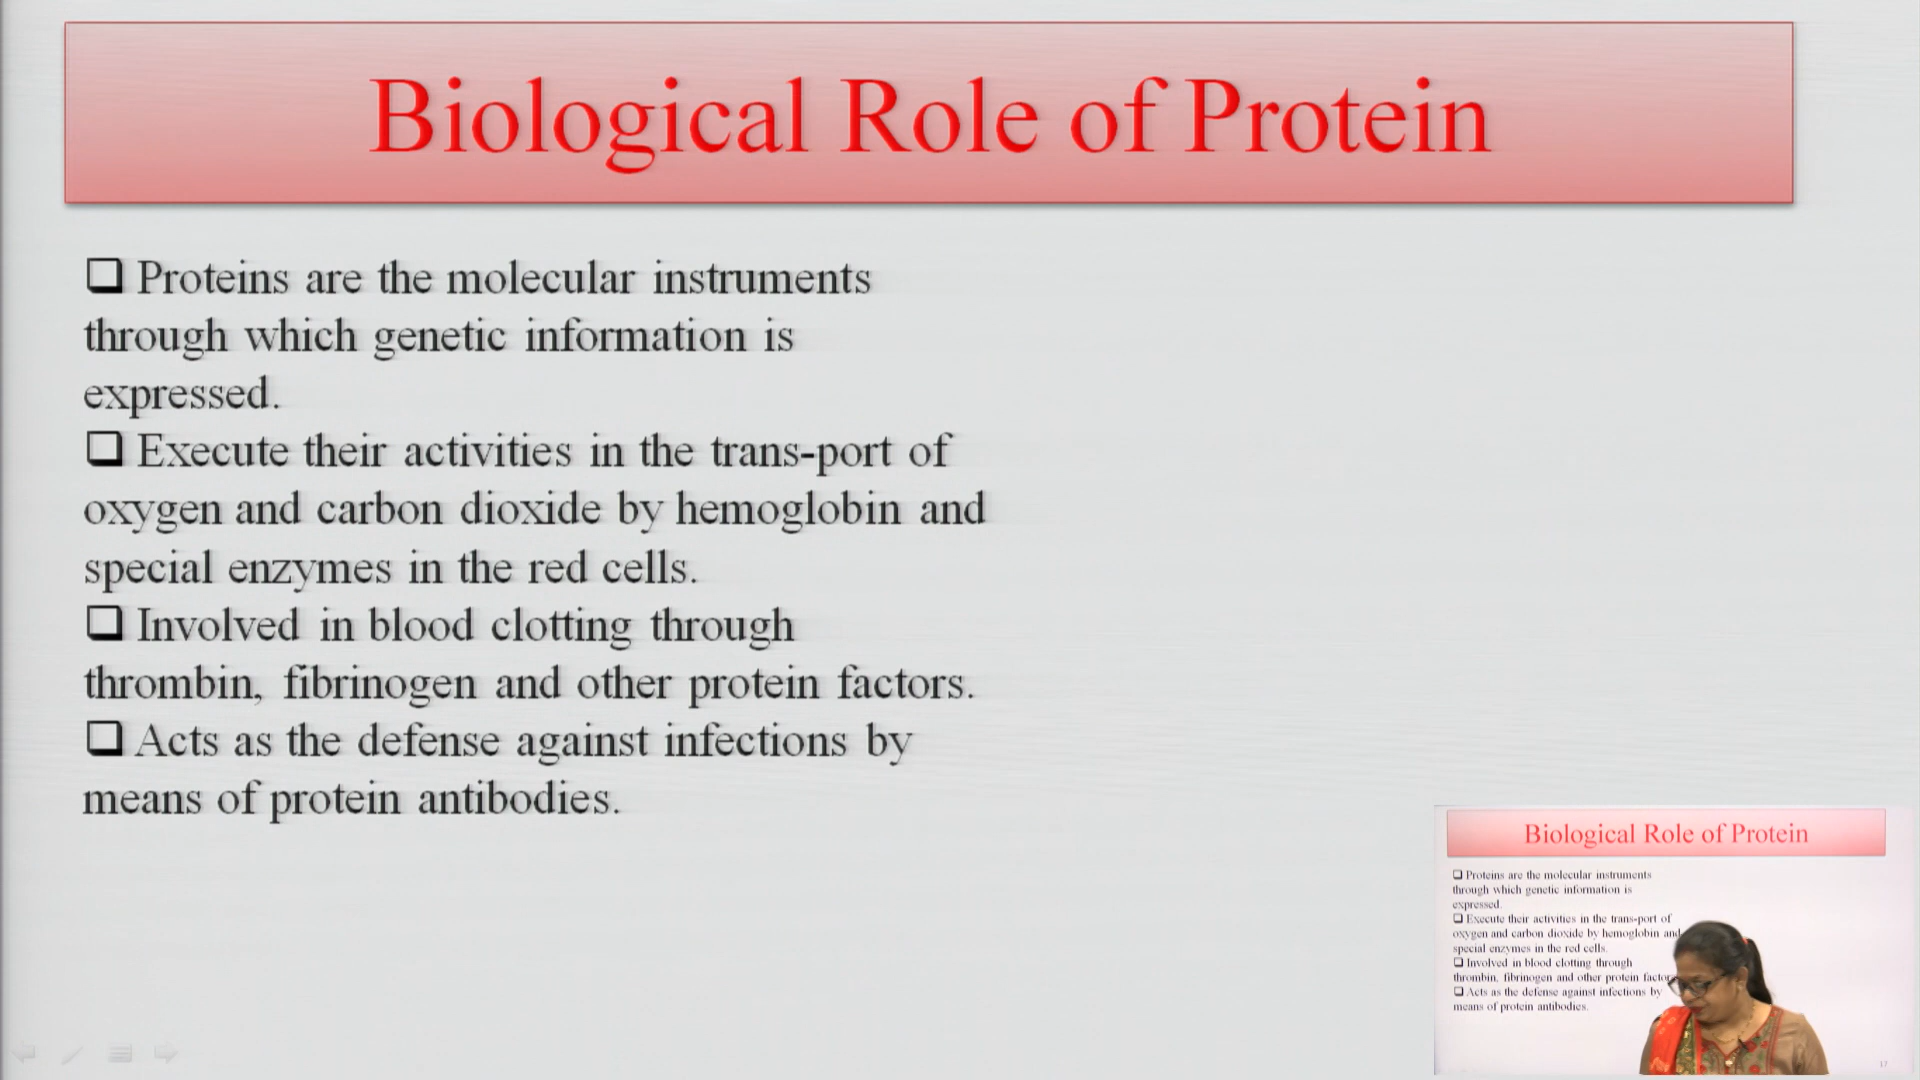 Biological Role of Protein
❑ Proteins are the molecular instruments
through which genetic information is
expressed.
❑ Execute their activities in the trans-port of
oxygen and carbon dioxide by hemoglobin and
special enzymes in the red cells.
❑ Involved in blood clotting through
thrombin, fibrinogen and other protein factors.
❑ Acts as the defense against infections by
means of protein antibodies.
Biological Role of Protein
❑ Proteins are the molecular instruments
through which genetic information is
expressed.
❑ Execute their activities in the trans-port of
oxygen and carbon dioxide by hemoglobin and
special enzymes in the red cells.
❑ Involved in blood clotting through
thrombin, fibrinogen and other protein factor
❑ Acts as the defense against infections by
means of protein antibodies.
17